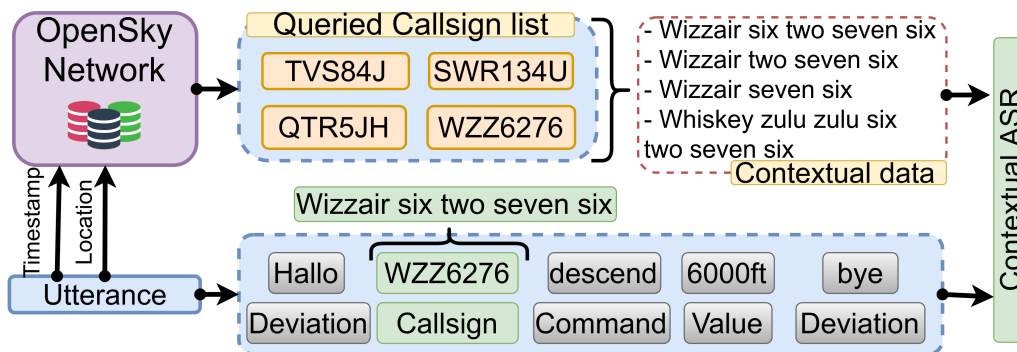 OpenSky
Network
Queried Callsign list
TVS84J
SWR134U
QTR5JH
WZZ6276
- Wizzair six two seven six
- Wizzair two seven six
- Wizzair seven six
- Whiskey zulu zulu six
two seven six
Contextual data
Contextual ASR
Timestamp
Location
Wizzair six two seven six
Utterance
Hallo
WZZ6276
descend
6000ft
bye
Deviation
Callsign
Command
Value
Deviation